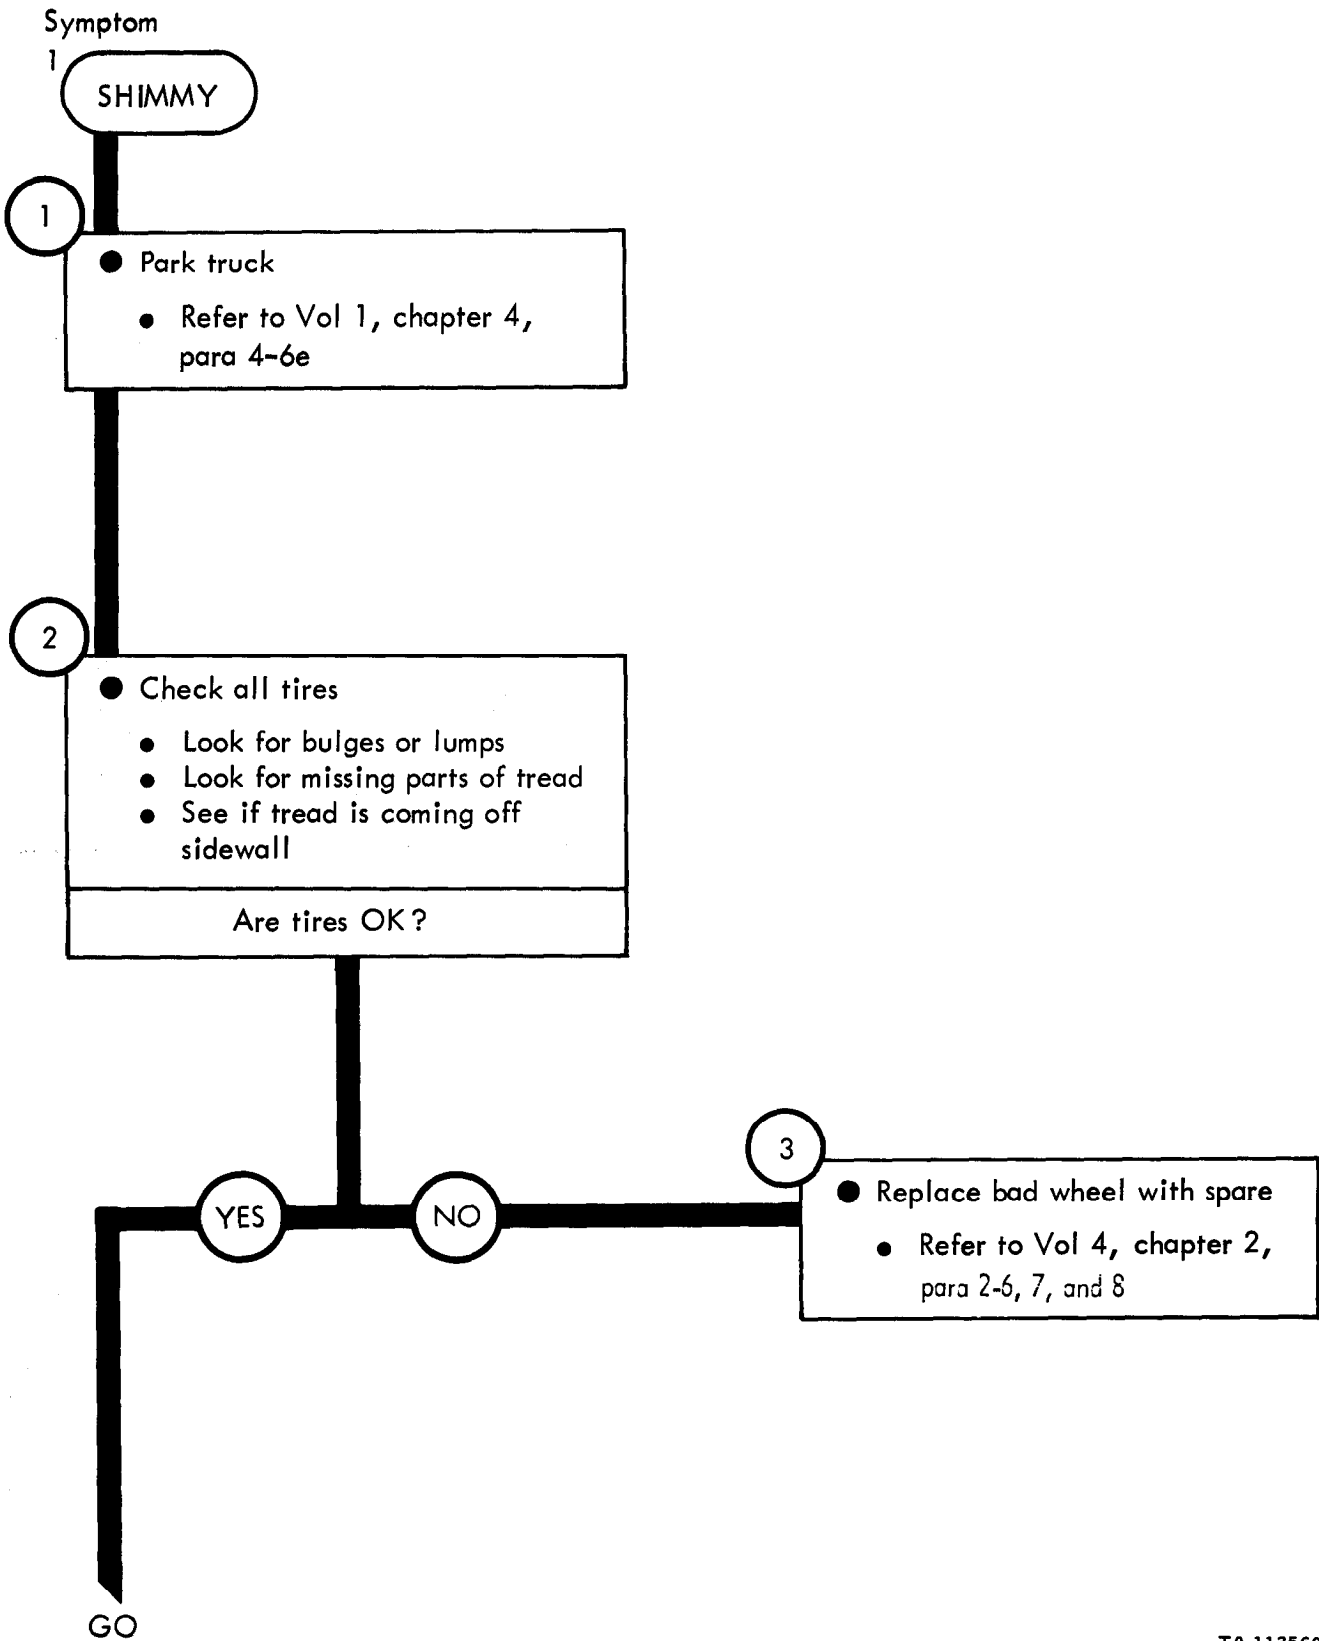 Symptom
1
SHIMMY
1
● Park truck
● Refer to Vol 1, chapter 4,
para 4-6e
2
● Check all tires
● Look for bulges or lumps
● Look for missing parts of tread
● See if tread is coming off
sidewall
Are tires OK?
YES
NO
3
● Replace bad wheel with spare
● Refer to Vol 4, chapter 2,
para 2-6, 7, and 8
GO